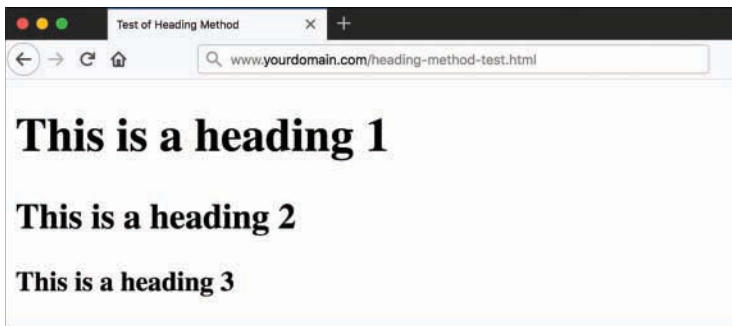 Test of Heading Method
www.yourdomain.com/heading-method-test.html
This is a heading 1
This is a heading 2
This is a heading 3